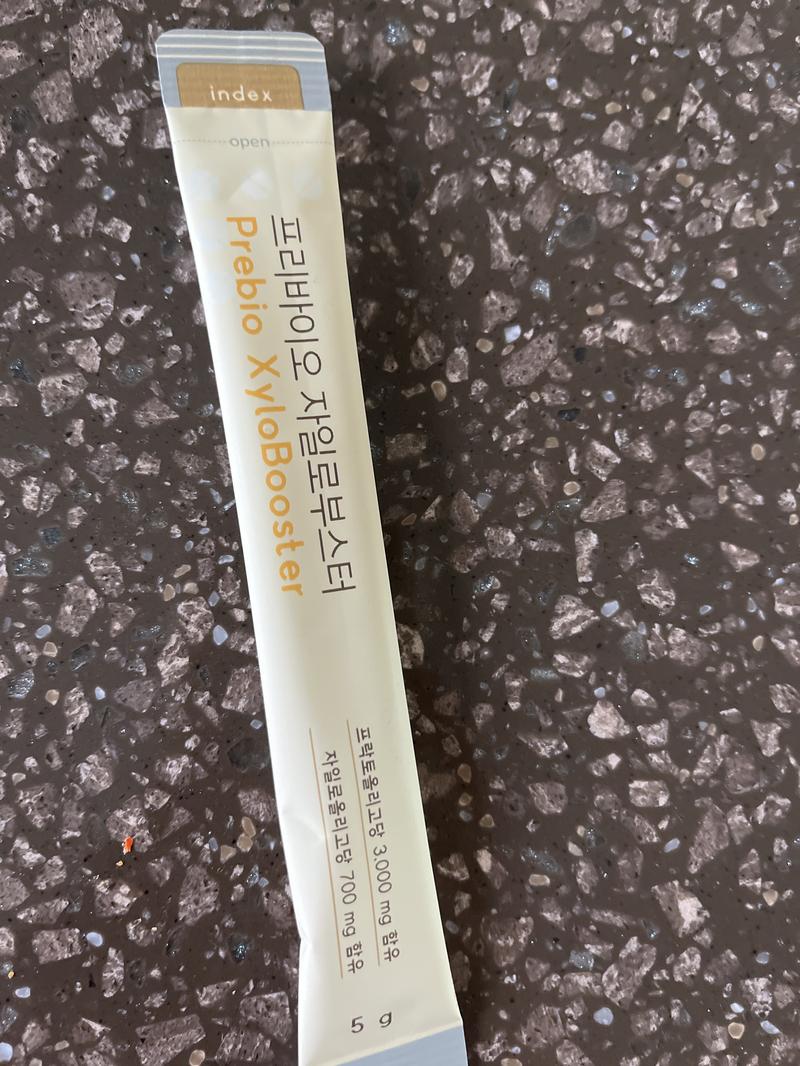 index
open
프리바이오 자일로부스터
Prebio XyloBooster
프락토올리고당 3,000 mg 함유
자일로올리고당 700 mg 함유
5 g